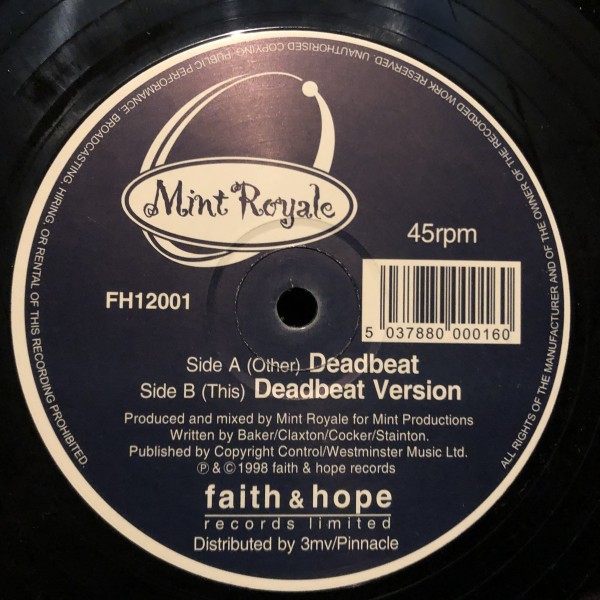 ALL RIGHTS OF THE MANUFACTURER AND OF THE OWNER OF THE RECORDED WORK RESERVED. UNAUTHORISED COPYING, PUBLIC PERFORMANCE, BROADCASTING, HIRING, OR RENTAL OF THIS RECORDING PROHIBITED.
Mint Royale
45rpm
FH12001
5 037880 000160
Side A (Other) Deadbeat
Side B (This) Deadbeat Version
Produced and mixed by Mint Royale for Mint Productions
Written by Baker/Claxton/Cocker/Stainton.
Published by Copyright Control/Westminster Music Ltd.
℗ & © 1998 faith & hope records
faith & hope
records limited
Distributed by 3mv/Pinnacle